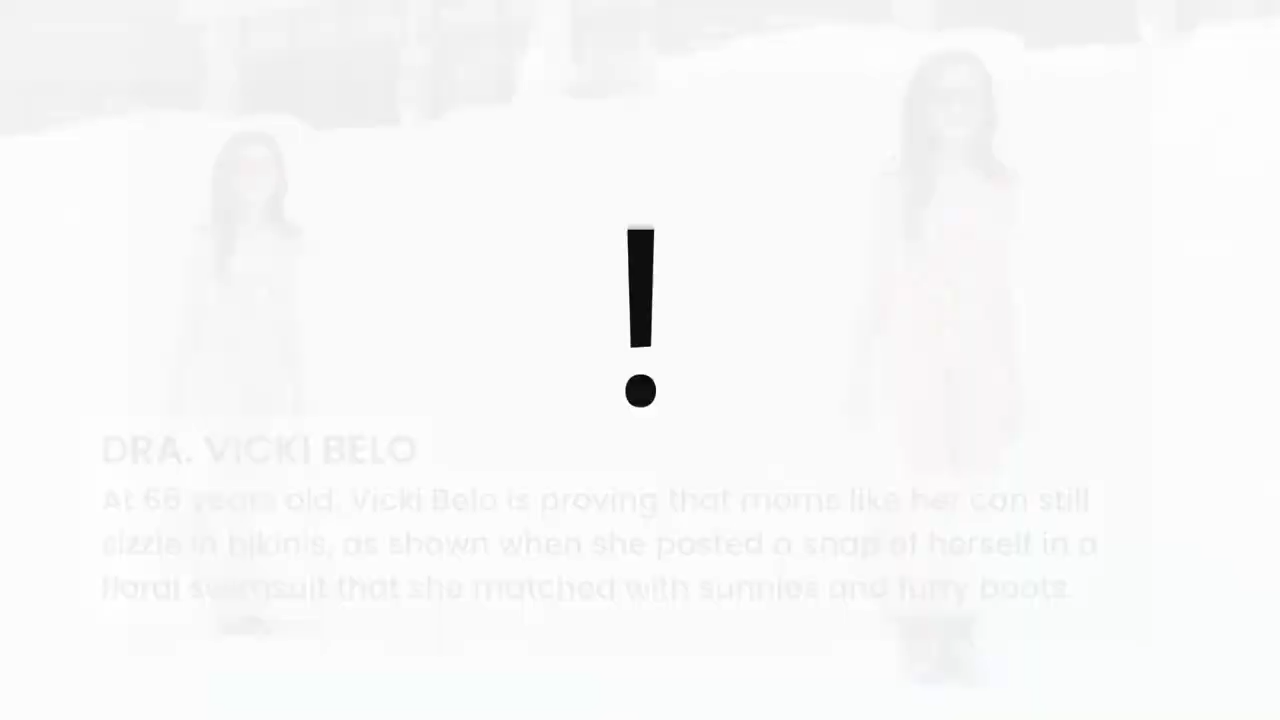 !
DRA. VICKI BELO
At 66 years old, Vicki Belo is proving that moms like her can still
sizzle in bikinis, as shown when she posted a snap of herself in a
floral swimsuit that she matched with sunnies and furry boots.